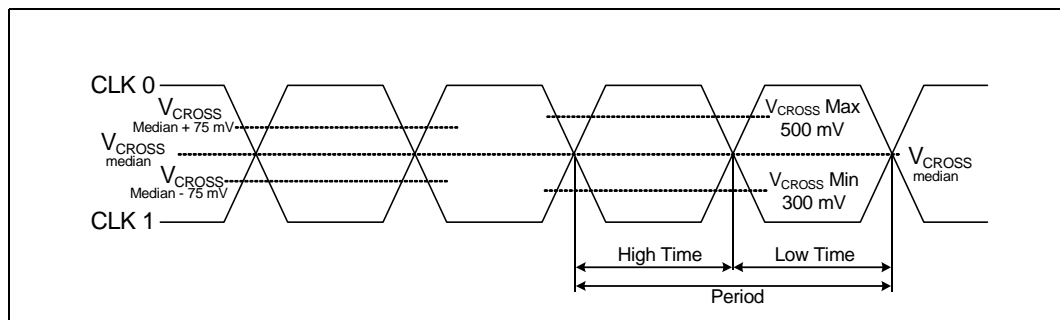 CLK 0
VCROSS
Median + 75 mV
VCROSS
median
VCROSS
Median - 75 mV
CLK 1
VCROSS Max
500 mV
VCROSS
median
VCROSS Min
300 mV
High Time
Low Time
Period